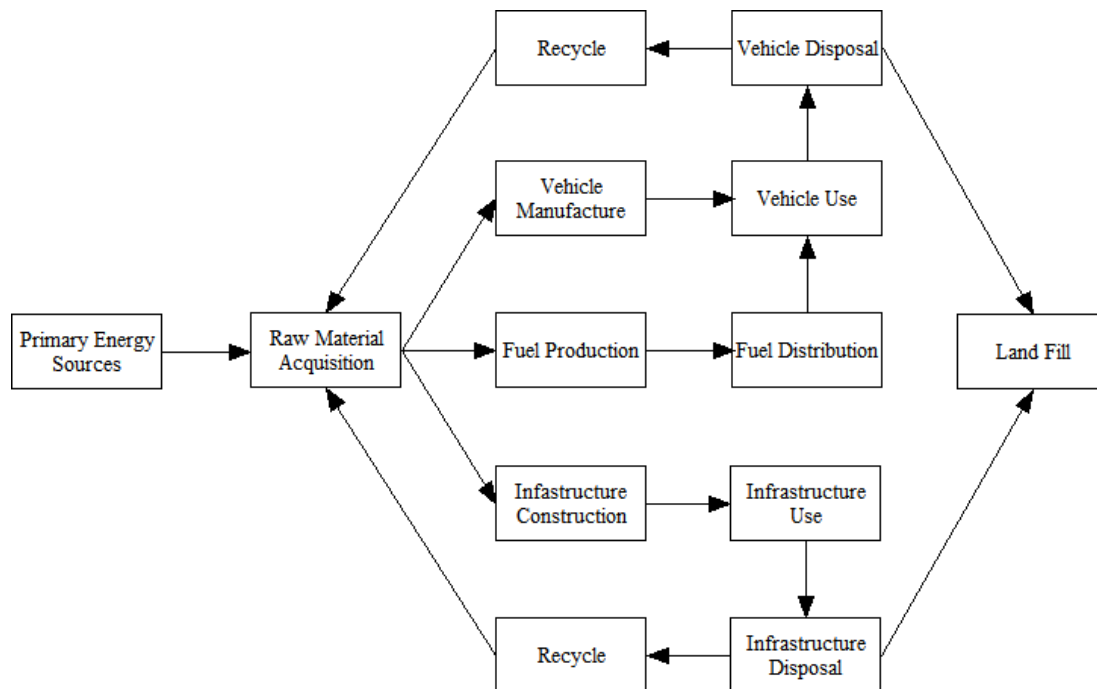 Recycle
Vehicle Disposal
Vehicle
Manufacture
Vehicle Use
Primary Energy
Sources
Raw Material
Acquisition
Fuel Production
Fuel Distribution
Land Fill
Infastructure
Construction
Infrastructure
Use
Recycle
Infrastructure
Disposal